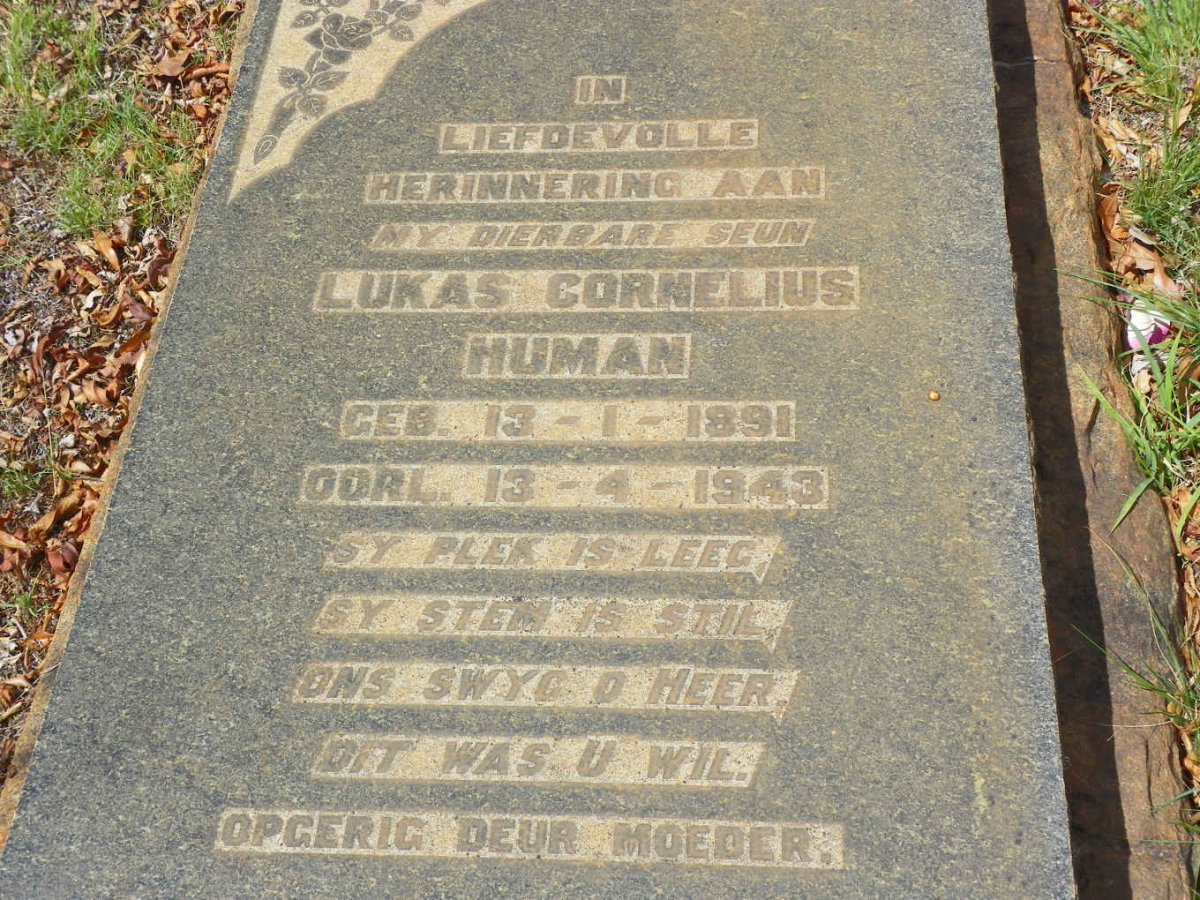 IN
LIEFDEVOLLE
HERINNERING AAN
MY DIERBARE SEUN
LUKAS CORNELIUS
HUMAN
GEB. 13 - 1 - 1891
OORL. 13 - 4 - 1943
SY PLEK IS LEEG,
SY STEM IS STIL,
ONS SWYG O HEER,
DIT WAS U WIL.
OPGERIG DEUR MOEDER.